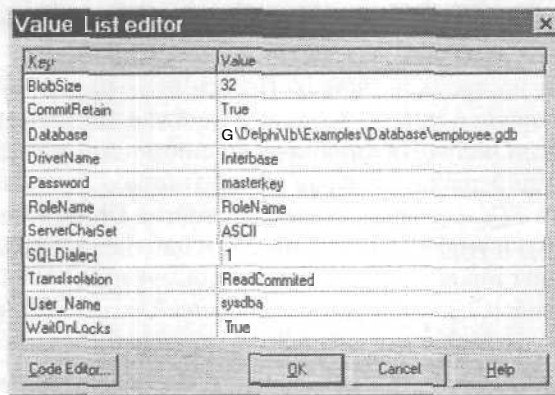 Value List editor
Key Value
BlobSize 32
CommitRetain True
Database G\Delphi\Ib\Examples\Database\employee.gdb
DriverName Interbase
Password masterkey
RoleName RoleName
ServerCharSet ASCII
SQLDialect 1
TransIsolation ReadCommited
User_Name sysdba
WaitOnLocks True
Code Editor... OK Cancel Help